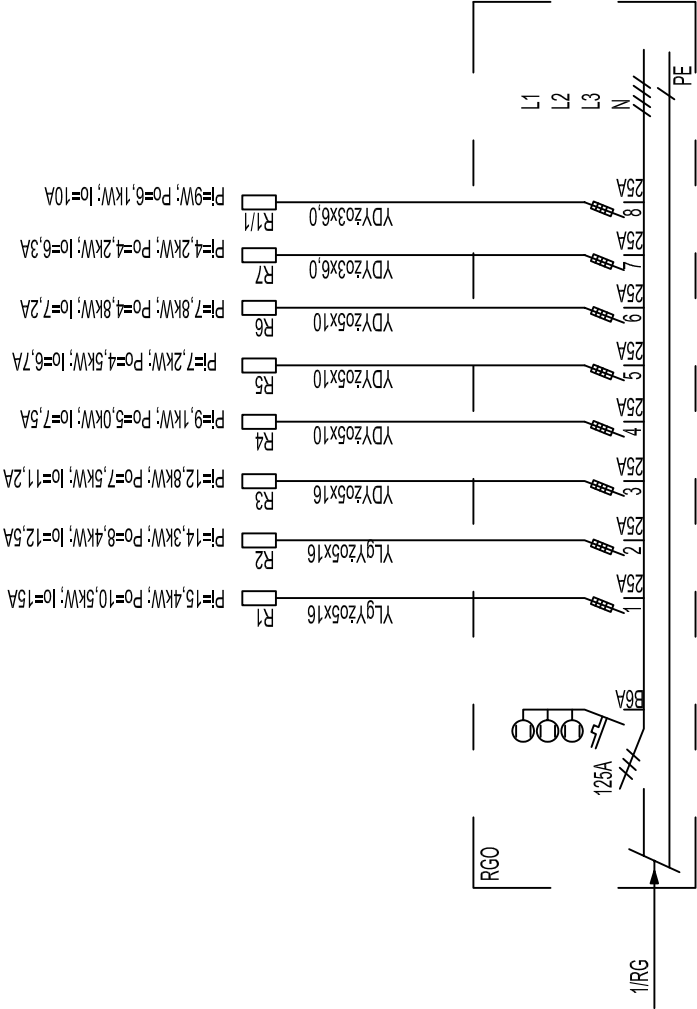 RGO
1/RG
125A
B6A
L1
L2
L3
N
PE
1
25A
YLgYżo5x16
R1
Pi=15,4kW; Po=10,5kW; Io=15A
2
25A
YLgYżo5x16
R2
Pi=14,3kW; Po=8,4kW; Io=12,5A
3
25A
YDYżo5x16
R3
Pi=12,8kW; Po=7,5kW; Io=11,2A
4
25A
YDYżo5x10
R4
Pi=9,1kW; Po=5,0kW; Io=7,5A
5
25A
YDYżo5x10
R5
Pi=7,2kW; Po=4,5kW; Io=6,7A
6
25A
YDYżo5x10
R6
Pi=7,8kW; Po=4,8kW; Io=7,2A
7
25A
YDYżo3x6,0
R7
Pi=4,2kW; Po=4,2kW; Io=6,3A
8
25A
YDYżo3x6,0
R1/1
Pi=9W; Po=6,1kW; Io=10A